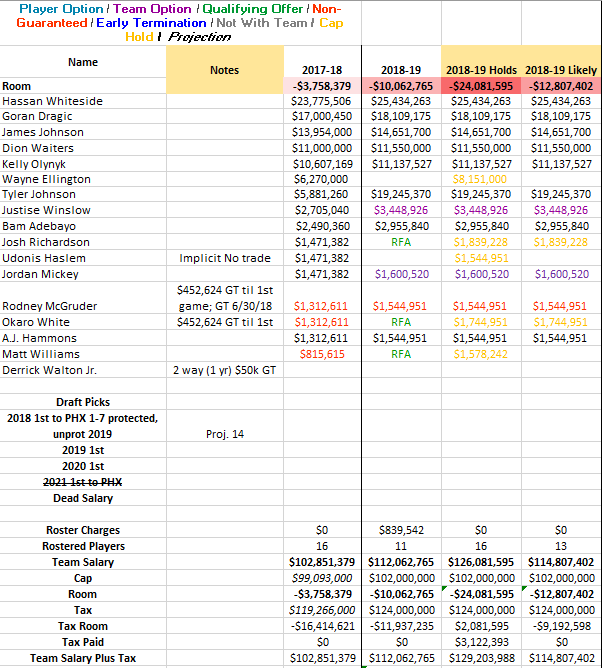 Player Option / Team Option / Qualifying Offer / Non-
Guaranteed / Early Termination / Not With Team / Cap
Hold / Projection
Name Notes 2017-18 2018-19 2018-19 Holds 2018-19 Likely
Room -$3,758,379 -$10,062,765 -$24,081,595 -$12,807,402
Hassan Whiteside $23,775,506 $25,434,263 $25,434,263 $25,434,263
Goran Dragic $17,000,450 $18,109,175 $18,109,175 $18,109,175
James Johnson $13,954,000 $14,651,700 $14,651,700 $14,651,700
Dion Waiters $11,000,000 $11,550,000 $11,550,000 $11,550,000
Kelly Olynyk $10,607,169 $11,137,527 $11,137,527 $11,137,527
Wayne Ellington $6,270,000 $8,151,000
Tyler Johnson $5,881,260 $19,245,370 $19,245,370 $19,245,370
Justise Winslow $2,705,040 $3,448,926 $3,448,926 $3,448,926
Bam Adebayo $2,490,360 $2,955,840 $2,955,840 $2,955,840
Josh Richardson $1,471,382 RFA $1,839,228 $1,839,228
Udonis Haslem Implicit No trade $1,471,382 $1,544,951
Jordan Mickey $1,471,382 $1,600,520 $1,600,520 $1,600,520
$452,624 GT til 1st
Rodney McGruder game; GT 6/30/18 $1,312,611 $1,544,951 $1,544,951 $1,544,951
Okaro White $452,624 GT til 1st $1,312,611 RFA $1,744,951 $1,744,951
A.J. Hammons $1,312,611 $1,544,951 $1,544,951 $1,544,951
Matt Williams $815,615 RFA $1,578,242
Derrick Walton Jr. 2 way (1 yr) $50k GT
Draft Picks
2018 1st to PHX 1-7 protected,
unprot 2019 Proj. 14
2019 1st
2020 1st
2021 1st to PHX
Dead Salary
Roster Charges $0 $839,542 $0 $0
Rostered Players 16 11 16 13
Team Salary $102,851,379 $112,062,765 $126,081,595 $114,807,402
Cap $99,093,000 $102,000,000 $102,000,000 $102,000,000
Room -$3,758,379 -$10,062,765 -$24,081,595 -$12,807,402
Tax $119,266,000 $124,000,000 $124,000,000 $124,000,000
Tax Room -$16,414,621 -$11,937,235 $2,081,595 -$9,192,598
Tax Paid $0 $0 $3,122,393 $0
Team Salary Plus Tax $102,851,379 $112,062,765 $129,203,988 $114,807,402